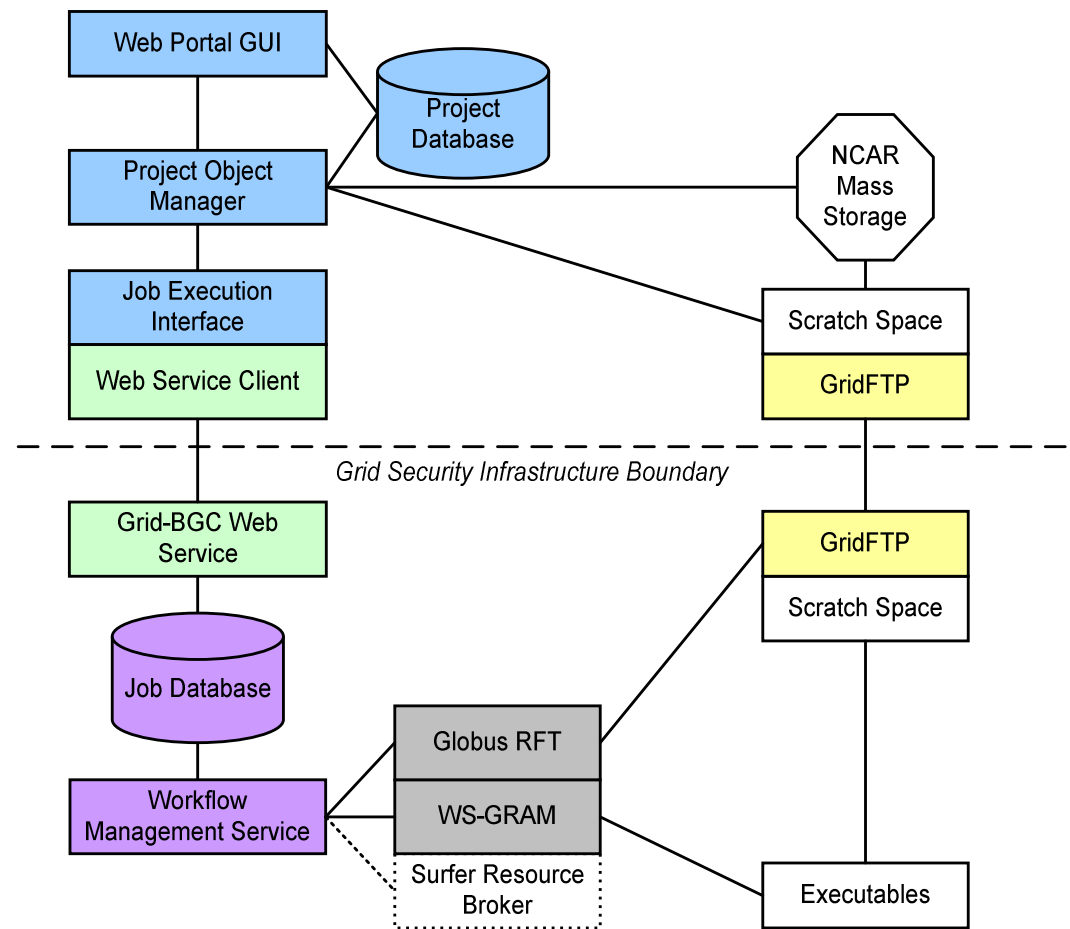 Web Portal GUI
Project
Database
Project Object
Manager
NCAR
Mass
Storage
Job Execution
Interface
Web Service Client
Scratch Space
GridFTP
Grid Security Infrastructure Boundary
Grid-BGC Web
Service
GridFTP
Scratch Space
Job Database
Globus RFT
Workflow
Management Service
WS-GRAM
Surfer Resource
Broker
Executables